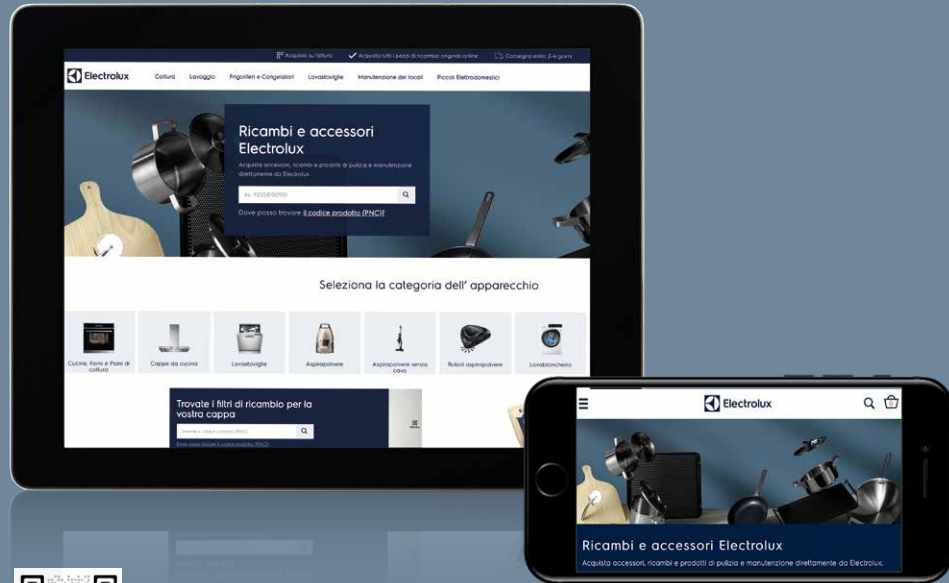 Acquisto su fattura
Acquista tutti i pezzi di ricambio originali online
Consegna entro 2-4 giorni
Electrolux
Cottura
Lavaggio
Frigoriferi e Congelatori
Lavastoviglie
Manutenzione dei locali
Piccoli Elettrodomestici
Ricambi e accessori
Electrolux
Acquista accessori, ricambi e prodotti di pulizia e manutenzione
direttamente da Electrolux.
Dove posso trovare il codice prodotto (PNC)?
Seleziona la categoria dell' apparecchio
Cucine, Forni e Piani di
cottura
Cappe da cucina
Lavastoviglie
Aspirapolvere
Aspirapolvere senza
cavo
Robot aspirapolvere
Lavabiancheria
Trovate i filtri di ricambio per la
vostra cappa
Electrolux
0
Ricambi e accessori Electrolux
Acquista accessori, ricambi e prodotti di pulizia e manutenzione direttamente da Electrolux.